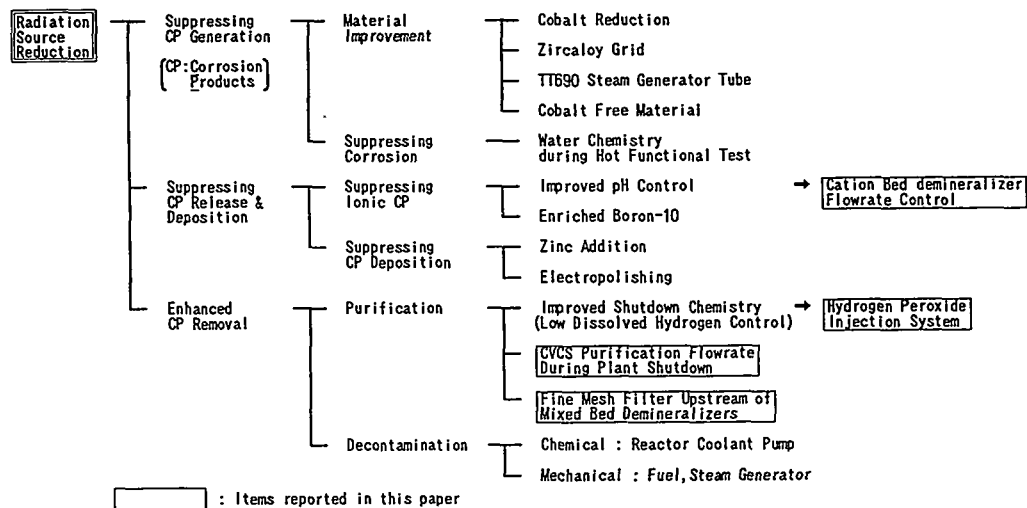 Radiation
Source
Reduction
Suppressing
CP Generation
(CP:Corrosion
Products)
Material
Improvement
Cobalt Reduction
Zircaloy Grid
TT690 Steam Generator Tube
Cobalt Free Material
Suppressing
Corrosion
Water Chemistry
during Hot Functional Test
Suppressing
CP Release &
Deposition
Suppressing
Ionic CP
Improved pH Control
→ Cation Bed demineralizer
Flowrate Control
Enriched Boron-10
Suppressing
CP Deposition
Zinc Addition
Electropolishing
Enhanced
CP Removal
Purification
Improved Shutdown Chemistry
(Low Dissolved Hydrogen Control)
→ Hydrogen Peroxide
Injection System
CVCS Purification Flowrate
During Plant Shutdown
Fine Mesh Filter Upstream of
Mixed Bed Demineralizers
Decontamination
Chemical : Reactor Coolant Pump
Mechanical : Fuel, Steam Generator
: Items reported in this paper